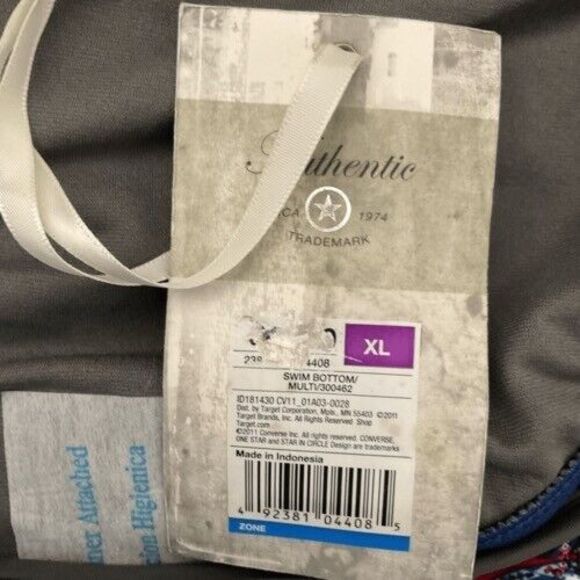 Authentic
CA 1974
TRADEMARK
XL
4408
SWIM BOTTOM/
MULTI/300462
ID181430 CV11_01A03-0028
Dist. by Target Corporation, Mpls., MN 55403 ©2011
Target Brands, Inc. All Rights Reserved Shop
Target.com
©2011 Converse Inc. All rights reserved. CONVERSE,
ONE STAR and STAR IN CIRCLE Design are trademarks
Made in Indonesia
4 92381 04408 5
ZONE
ner Attached
Higienica